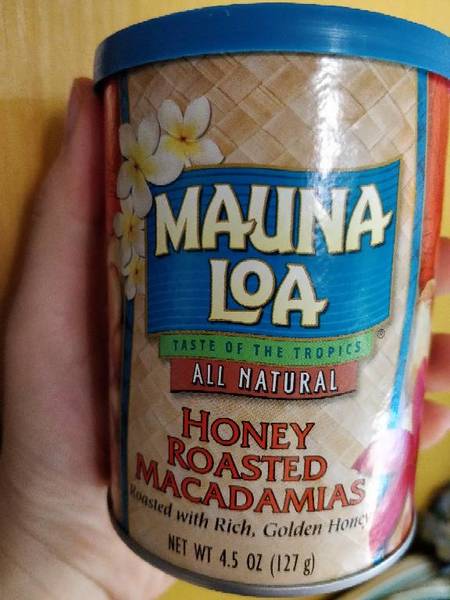 MAUNA
LOA
®
TASTE OF THE TROPICS
ALL NATURAL
HONEY
ROASTED
MACADAMIAS
Roasted with Rich, Golden Honey
NET WT 4.5 OZ (127 g)